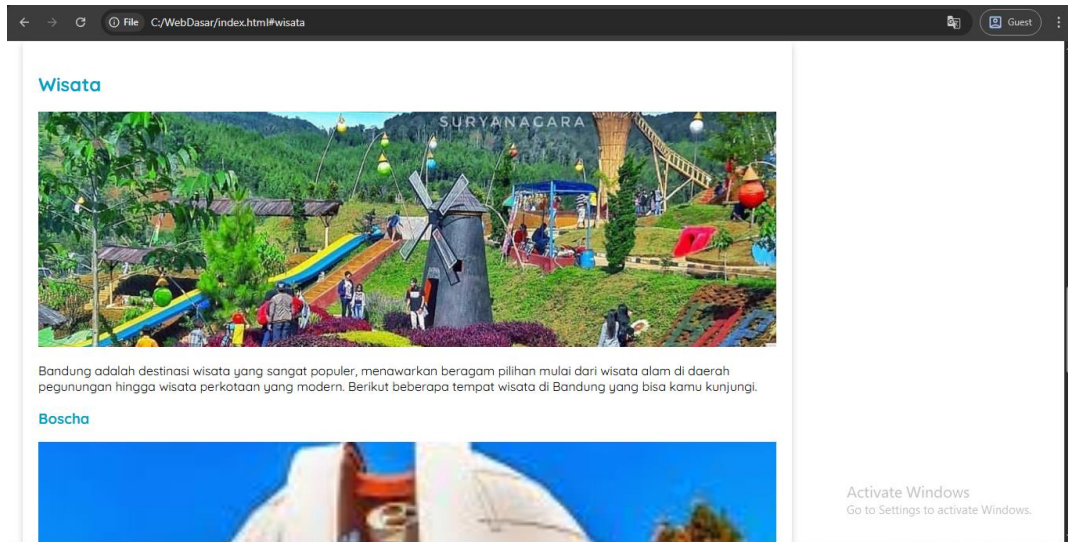 File
C:/WebDasar/index.html#wisata
Guest
Wisata
SURYANAGARA
Bandung adalah destinasi wisata yang sangat populer, menawarkan beragam pilihan mulai dari wisata alam di daerah
pegunungan hingga wisata perkotaan yang modern. Berikut beberapa tempat wisata di Bandung yang bisa kamu kunjungi.
Boscha
Activate Windows
Go to Settings to activate Windows.